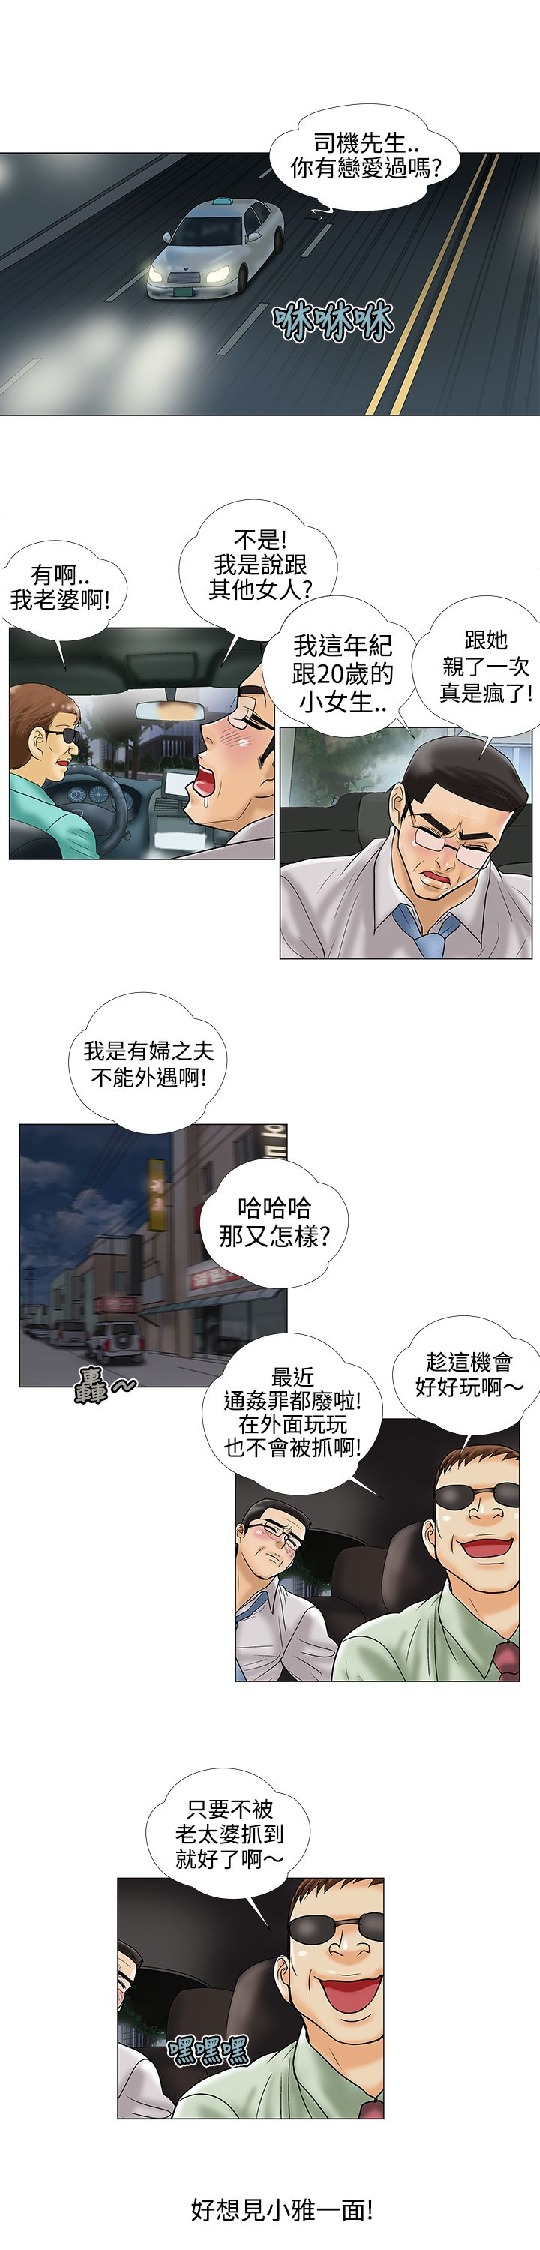 司機先生..
你有戀愛過嗎?
咻咻咻
有啊..
我老婆啊!
不是!
我是說跟
其他女人?
我這年紀
跟20歲的
小女生..
跟她
親了一次
真是瘋了!
我是有婦之夫
不能外遇啊!
哈哈哈
那又怎樣?
轟~
最近
通姦罪都廢啦!
在外面玩玩
也不會被抓啊!
趁這機會
好好玩啊~
只要不被
老太婆抓到
就好了啊~
嘿嘿嘿
好想見小雅一面!